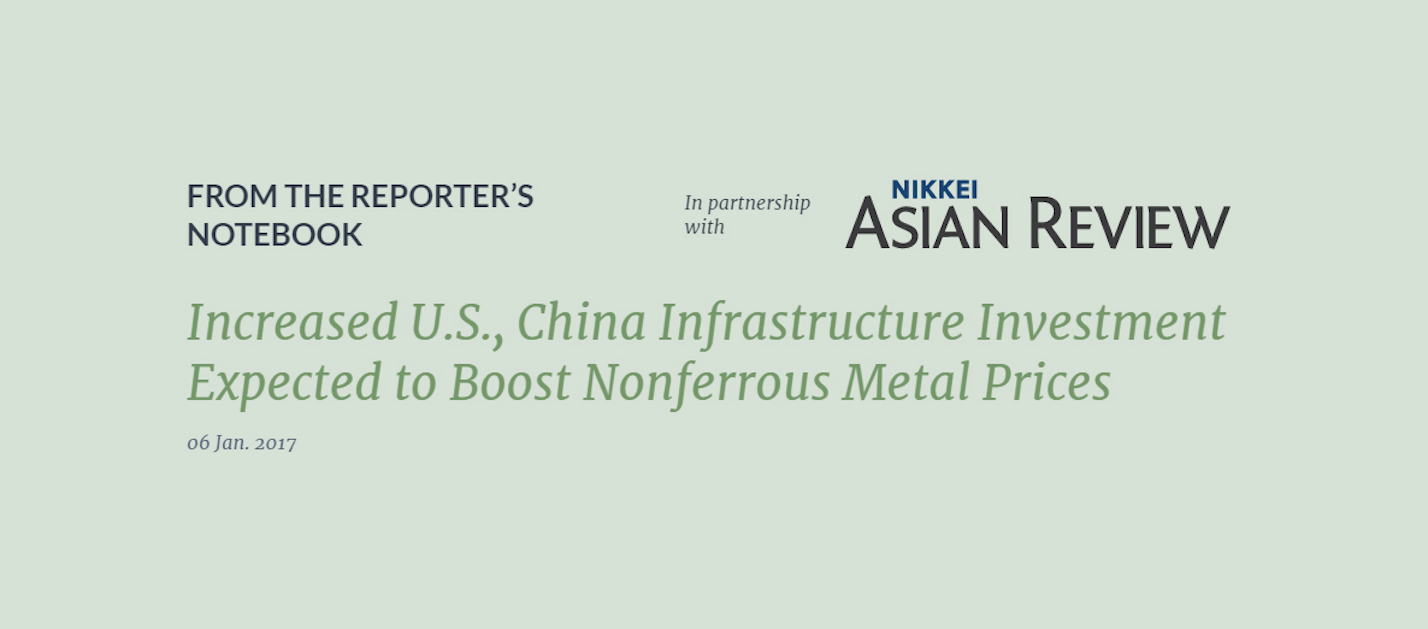 FROM THE REPORTER’S
NOTEBOOK
In partnership
with
NIKKEI
ASIAN REVIEW
Increased U.S., China Infrastructure Investment
Expected to Boost Nonferrous Metal Prices
06 Jan. 2017